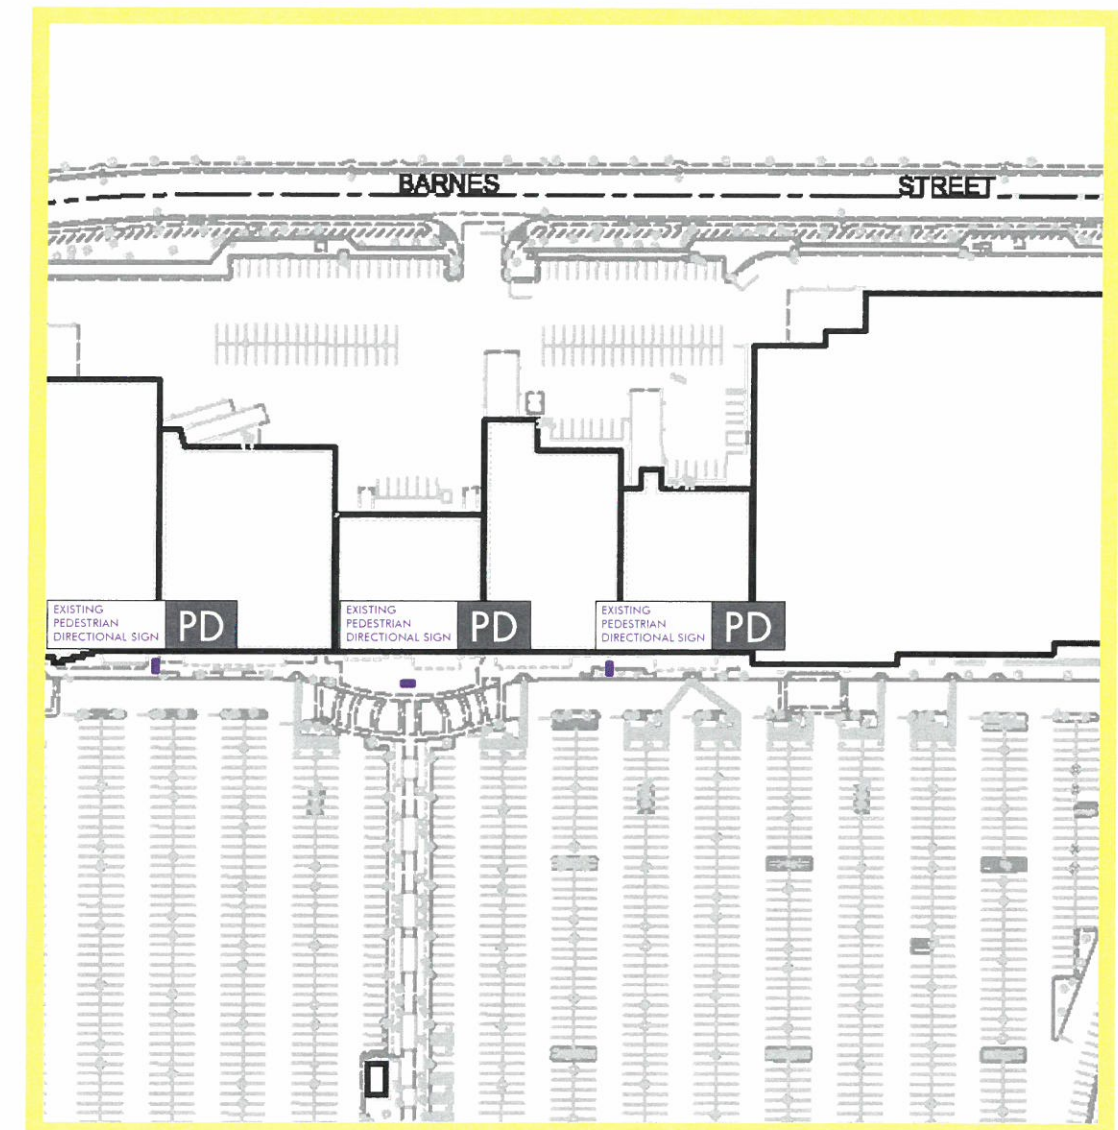 BARNES STREET
EXISTING
PEDESTRIAN
DIRECTIONAL SIGN
PD
EXISTING
PEDESTRIAN
DIRECTIONAL SIGN
PD
EXISTING
PEDESTRIAN
DIRECTIONAL SIGN
PD